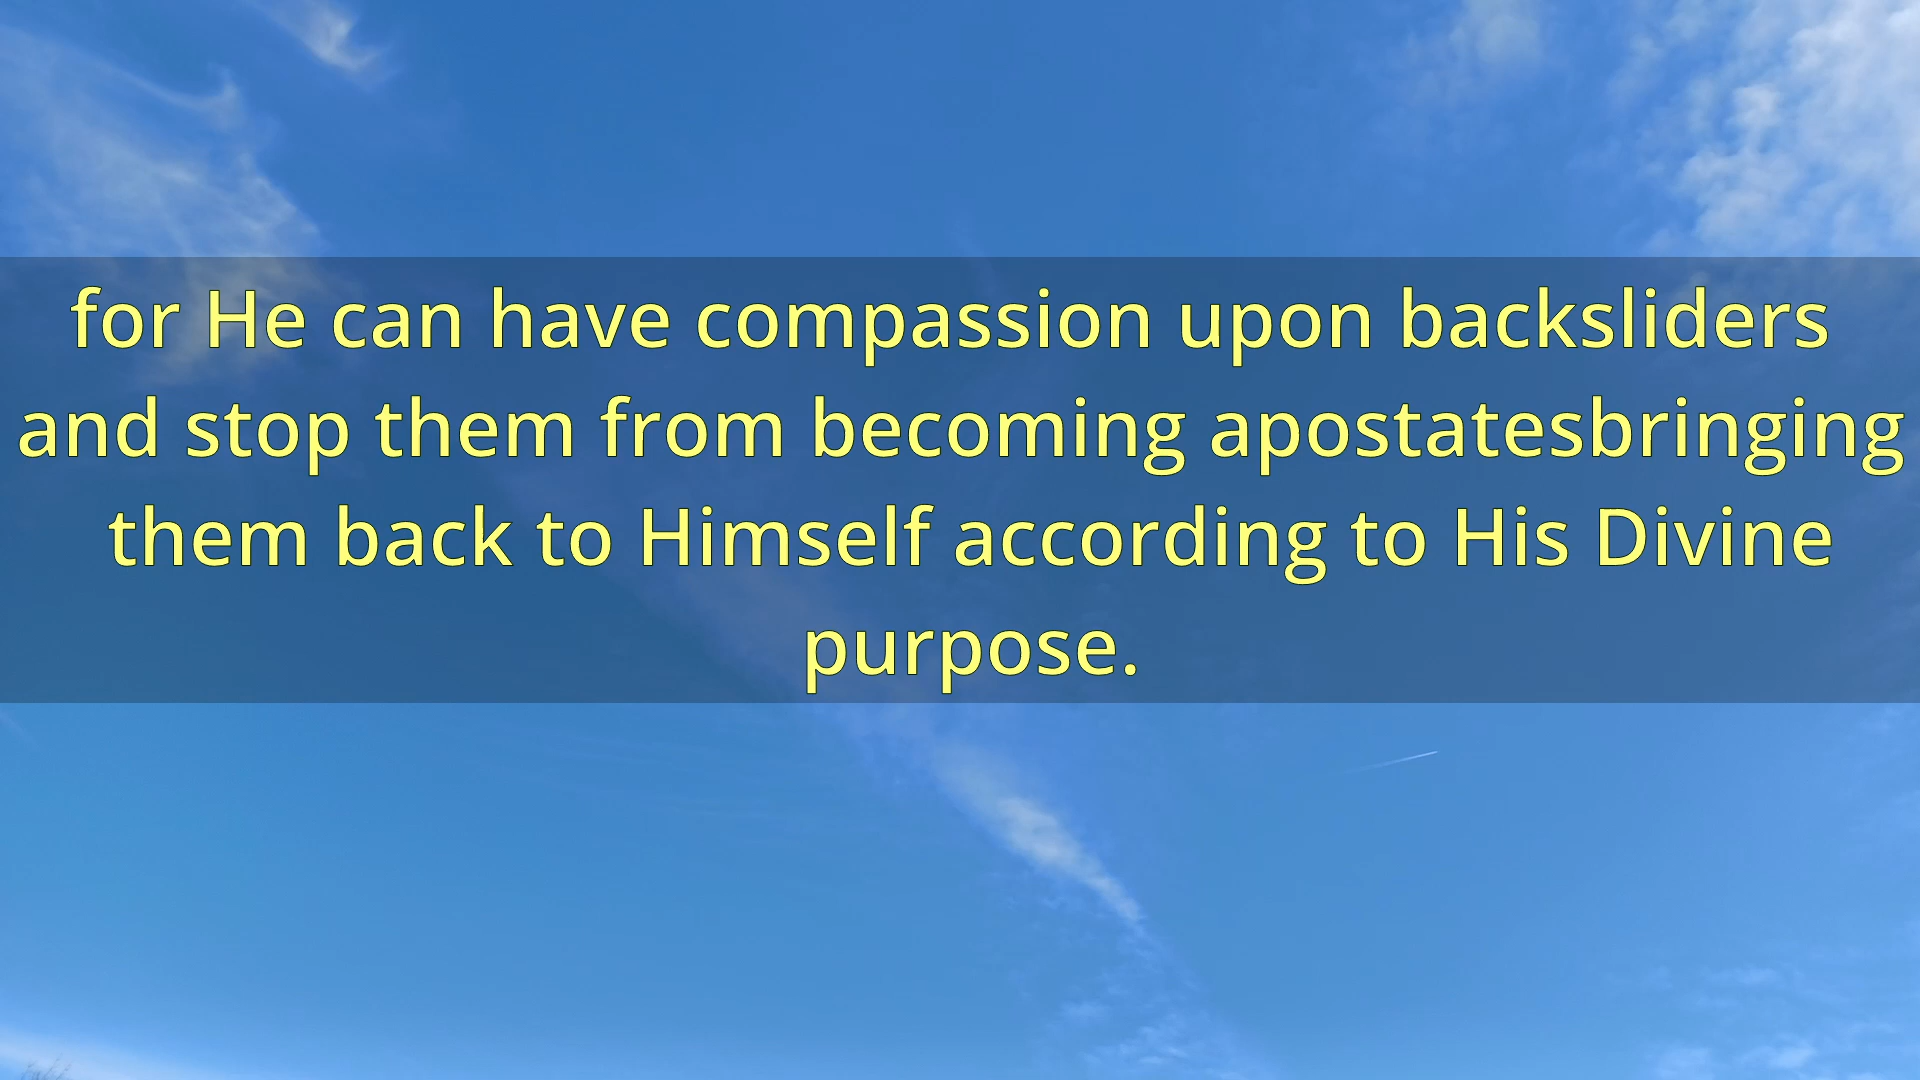 for He can have compassion upon backsliders
and stop them from becoming apostatesbringing
them back to Himself according to His Divine
purpose.